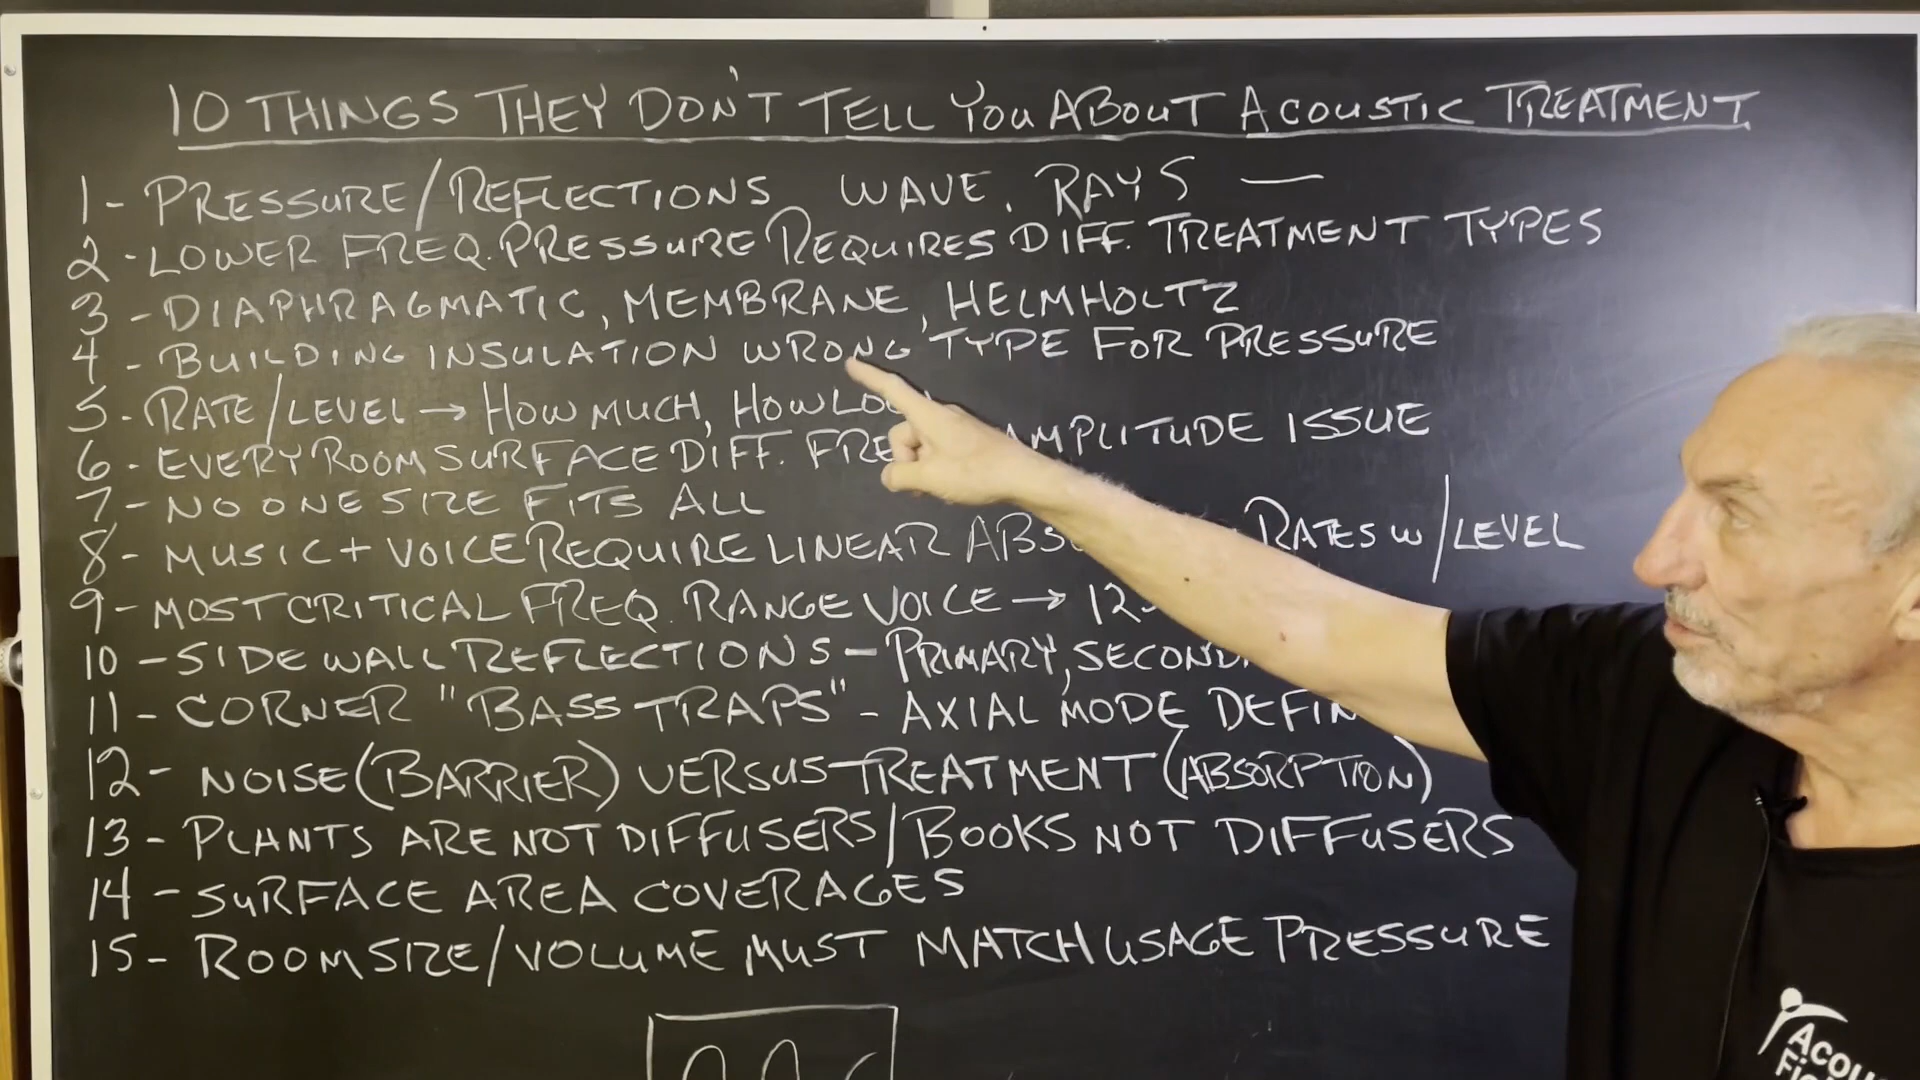 10 THINGS THEY DON'T TELL YOU ABOUT ACOUSTIC TREATMENT
1- PRESSURE/REFLECTIONS WAVE. RAYS —
2-LOWER FREQ. PRESSURE REQUIRES DIFF. TREATMENT TYPES
3-DIAPHRAGMATIC, MEMBRANE, HELMHOLTZ
4-BUILDING INSULATION WRONG TYPE FOR PRESSURE
5-RATE/LEVEL → HOW MUCH, HOW
6-EVERY ROOM SURFACE DIFF. AMPLITUDE ISSUE
7-NO ONE SIZE FITS ALL
8-MUSIC + VOICE REQUIRE LINEAR RATES W/LEVEL
9-MOST CRITICAL FREQ. RANGE VOICE →
10-SIDE WALL REFLECTIONS- PRIMARY,
11-CORNER "BASS TRAPS" - AXIAL MODE
12-NOISE (BARRIER) VERSUS TREATMENT (ABSORPTION)
13-PLANTS ARE NOT DIFFUSERS/BOOKS NOT DIFFUSERS
14-SURFACE AREA COVERAGES
15-ROOM SIZE/VOLUME MUST MATCH USAGE PRESSURE